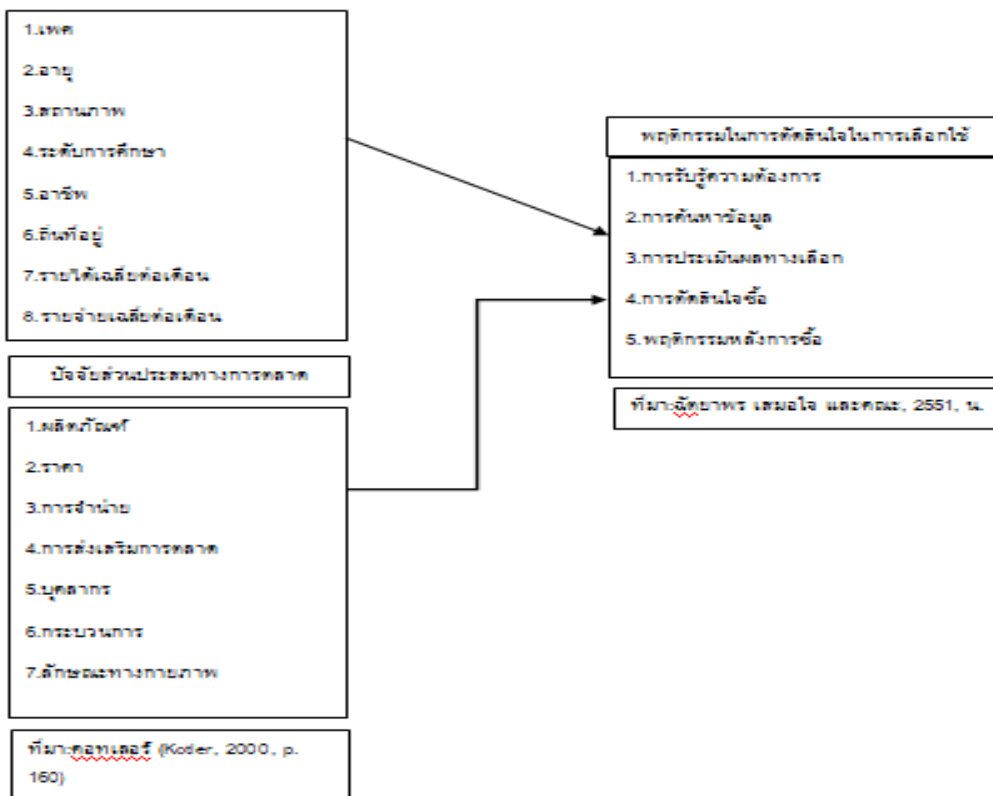 1.เพศ
2.อายุ
3.สถานภาพ
4.ระดับการศึกษา
5.อาชีพ
6.ถิ่นที่อยู่
7.รายได้เฉลี่ยต่อเดือน
8.รายจ่ายเฉลี่ยต่อเดือน
ปัจจัยส่วนประสมทางการตลาด
1.ผลิตภัณฑ์
2.ราคา
3.การจำน่าย
4.การส่งเสริมการตลาด
5.บุคลากร
6.กระบวนการ
7.ลักษณะทางกายภาพ
ที่มา:คอทเลอร์ (Kotler, 2000, p.
160)
พฤติกรรมในการตัดสินใจในการเลือกใช้
1.การรับรู้ความต้องการ
2.การค้นหาข้อมูล
3.การประเมินผลทางเลือก
4.การตัดสินใจซื้อ
5.พฤติกรรมหลังการซื้อ
ที่มา:ฉัตยาพร เสมอใจ และคณะ, 2551, น.